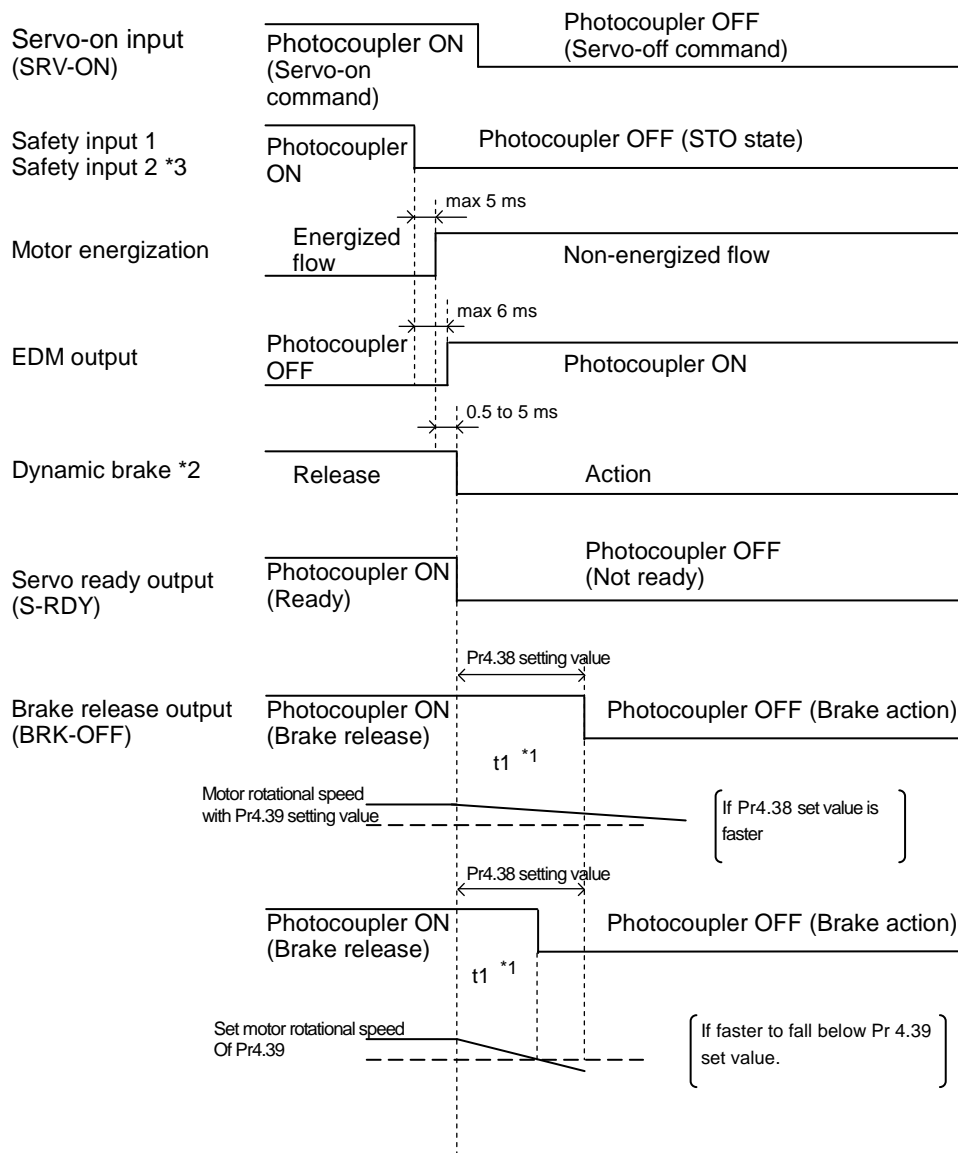 Servo-on input
(SRV-ON)
Photocoupler ON
(Servo-on
command)
Photocoupler OFF
(Servo-off command)
Safety input 1
Safety input 2 *3
Photocoupler
ON
Photocoupler OFF (STO state)
max 5 ms
Motor energization
Energized
flow
Non-energized flow
max 6 ms
EDM output
Photocoupler
OFF
Photocoupler ON
0.5 to 5 ms
Dynamic brake *2
Release
Action
Servo ready output
(S-RDY)
Photocoupler ON
(Ready)
Photocoupler OFF
(Not ready)
Pr4.38 setting value
Brake release output
(BRK-OFF)
Photocoupler ON
(Brake release)
Photocoupler OFF (Brake action)
t1 *1
Motor rotational speed
with Pr4.39 setting value
If Pr4.38 set value is
faster
Pr4.38 setting value
Photocoupler ON
(Brake release)
Photocoupler OFF (Brake action)
t1 *1
Set motor rotational speed
Of Pr4.39
If faster to fall below Pr 4.39
set value.